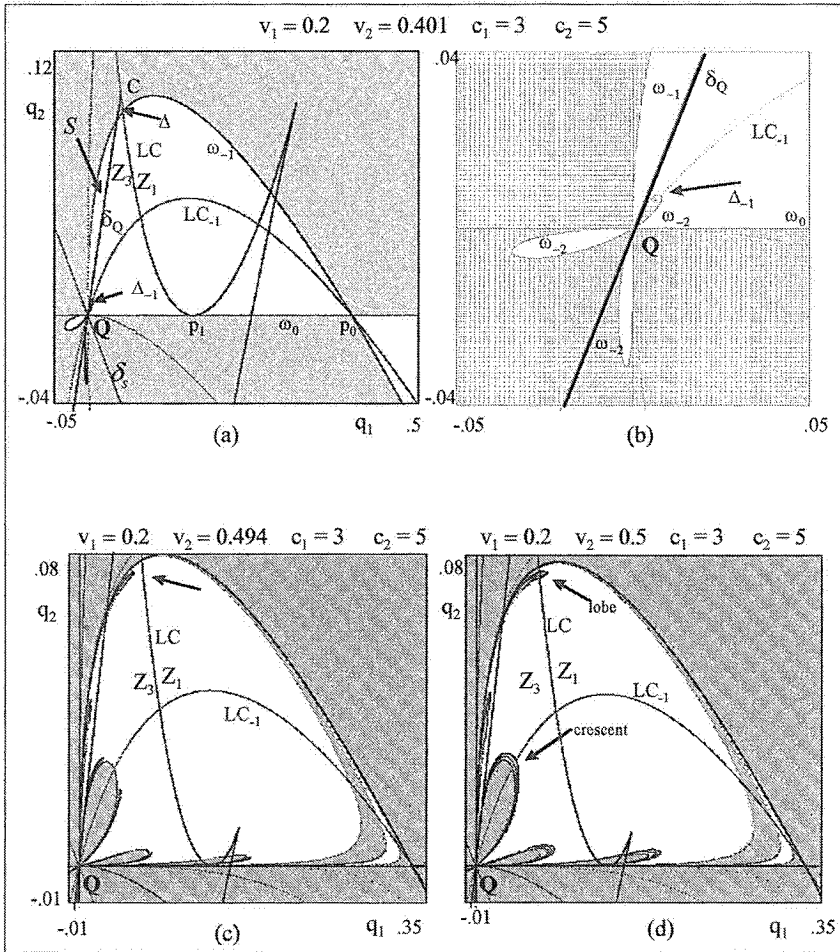 v₁ = 0.2 v₂ = 0.401 c₁ = 3 c₂ = 5
.12
q₂
C
Δ
S
LC
ω₋₁
Z₃
Z₁
δ_Q
LC₋₁
Δ₋₁
Q
p₁
ω₀
p₀
δ_s
-.04
-.05
(a)
q₁
.5
.04
ω₋₁
δ_Q
LC₋₁
Δ₋₁
ω₋₂
ω₋₂
ω₀
Q
ω₋₂
-.04
-.05
(b)
.05
v₁ = 0.2 v₂ = 0.494 c₁ = 3 c₂ = 5
.08
q₂
LC
Z₃
Z₁
LC₋₁
Q
-.01
-.01
(c)
q₁
.35
v₁ = 0.2 v₂ = 0.5 c₁ = 3 c₂ = 5
.08
q₂
lobe
LC
Z₃
Z₁
LC₋₁
crescent
Q
-.01
-.01
(d)
q₁
.35